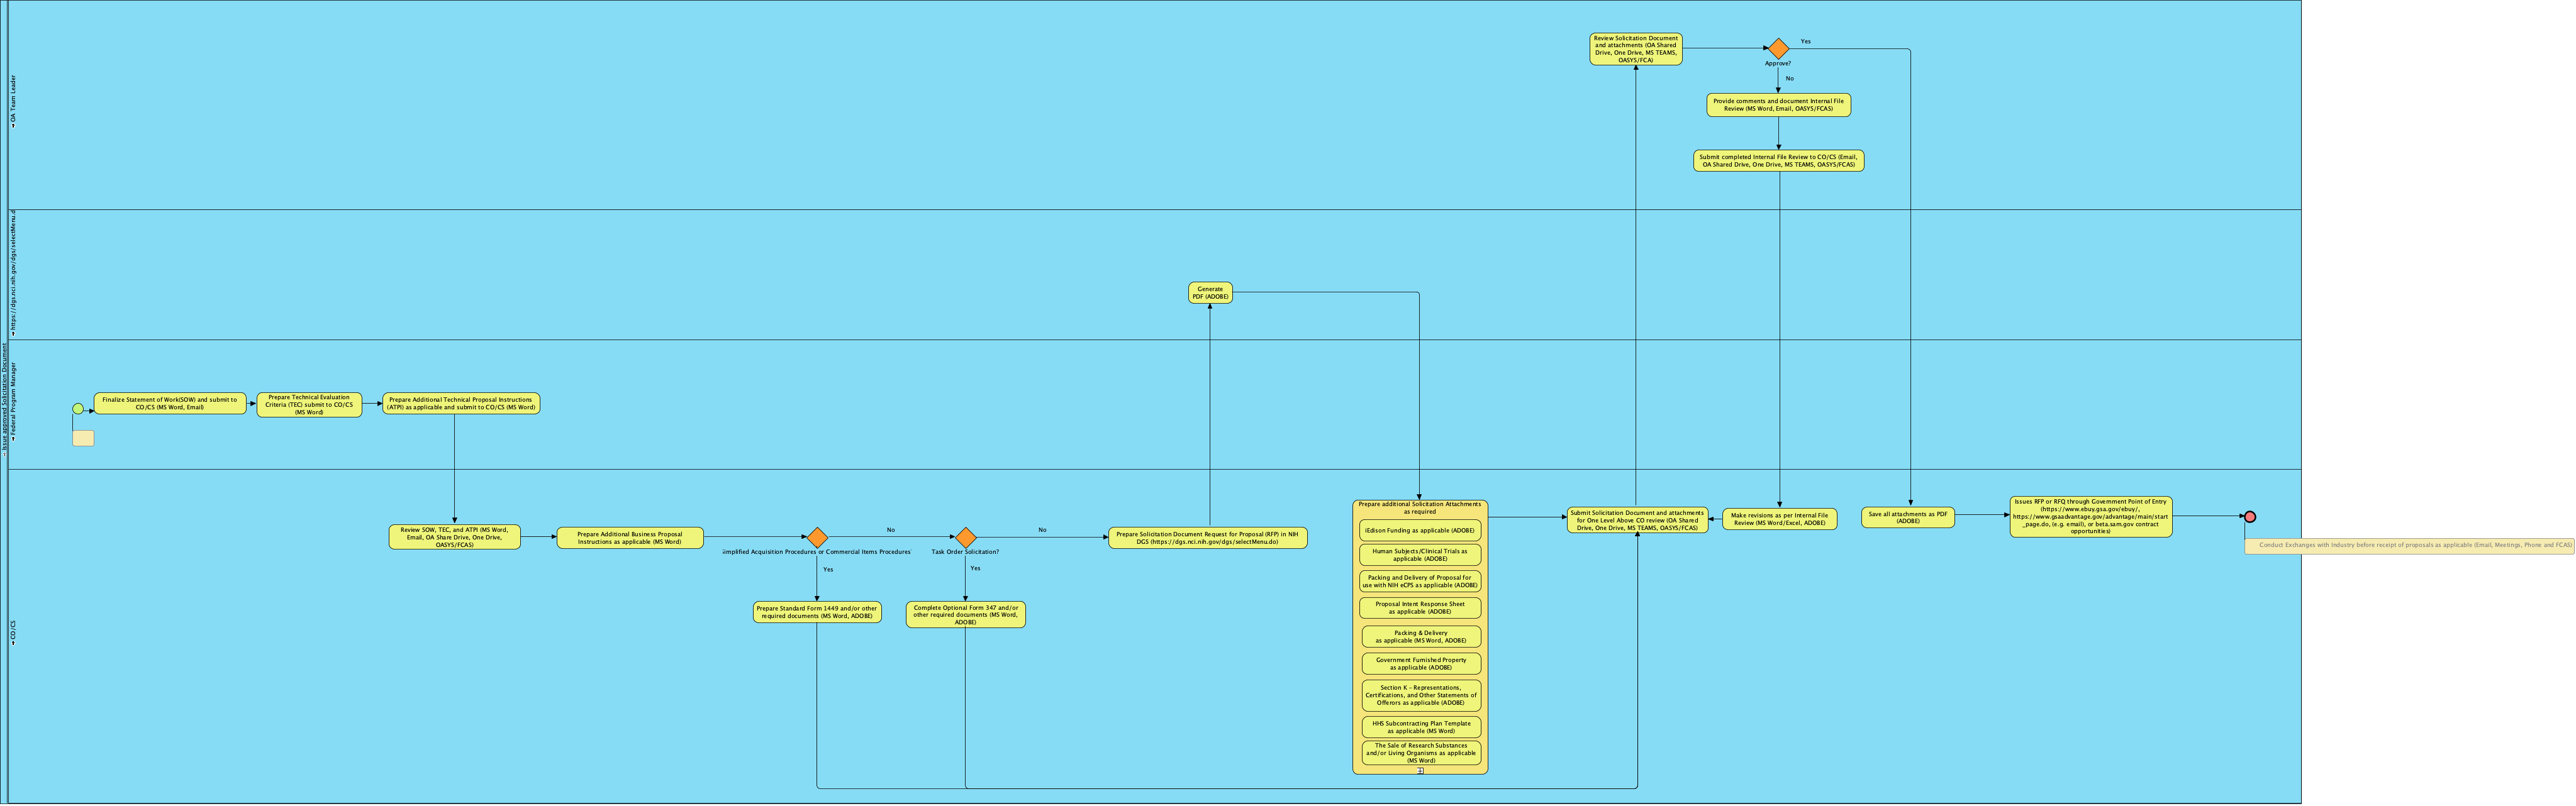 Issue approved Solicitation Document
OA Team Leader
Review Solicitation Document
and attachments (OA Shared
Drive, One Drive, MS TEAMS,
OASYS/FCA)
Approve?
Yes
No
Provide comments and document Internal File
Review (MS Word, Email, OASYS/FCAS)
Submit completed Internal File Review to CO/CS (Email,
OA Shared Drive, One Drive, MS TEAMS, OASYS/FCAS)
https://dgs.nci.nih.gov/dgs/selectMenu.d
Generate
PDF (ADOBE)
Federal Program Manager
Finalize Statement of Work(SOW) and submit to
CO/CS (MS Word, Email)
Prepare Technical Evaluation
Criteria (TEC) submit to CO/CS
(MS Word)
Prepare Additional Technical Proposal Instructions
(ATPI) as applicable and submit to CO/CS (MS Word)
CO/CS
Review SOW, TEC, and ATPI (MS Word,
Email, OA Share Drive, One Drive,
OASYS/FCAS)
Prepare Additional Business Proposal
Instructions as applicable (MS Word)
Simplified Acquisition Procedures or Commercial Items Procedures?
No
Yes
Prepare Standard Form 1449 and/or other
required documents (MS Word, ADOBE)
Task Order Solicitation?
No
Yes
Complete Optional Form 347 and/or
other required documents (MS Word,
ADOBE)
Prepare Solicitation Document Request for Proposal (RFP) in NIH
DGS (https://dgs.nci.nih.gov/dgs/selectMenu.do)
Prepare additional Solicitation Attachments
as required
iEdison Funding as applicable (ADOBE)
Human Subjects/Clinical Trials as
applicable (ADOBE)
Packing and Delivery of Proposal for
use with NIH eCPS as applicable (ADOBE)
Proposal Intent Response Sheet
as applicable (ADOBE)
Packing & Delivery
as applicable (MS Word, ADOBE)
Government Furnished Property
as applicable (ADOBE)
Section K - Representations,
Certifications, and Other Statements of
Offerors as applicable (ADOBE)
HHS Subcontracting Plan Template
as applicable (MS Word)
The Sale of Research Substances
and/or Living Organisms as applicable
(MS Word)
Submit Solicitation Document and attachments
for One Level Above CO review (OA Shared
Drive, One Drive, MS TEAMS, OASYS/FCAS)
Make revisions as per Internal File
Review (MS Word/Excel, ADOBE)
Save all attachments as PDF
(ADOBE)
Issues RFP or RFQ through Government Point of Entry
(https://www.ebuy.gsa.gov/ebuy/,
https://www.gsaadvantage.gov/advantage/main/start
_page.do, (e.g. email), or beta.sam.gov contract
opportunities)
Conduct Exchanges with Industry before receipt of proposals as applicable (Email, Meetings, Phone and FCAS)